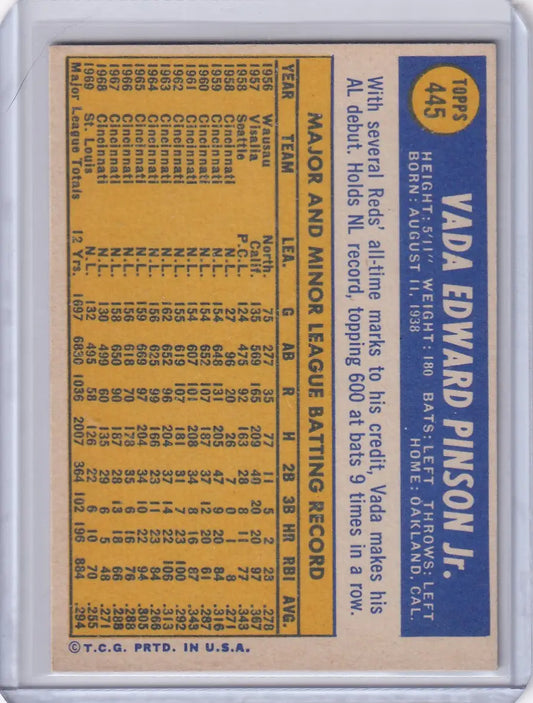 TOPPS
445
VADA EDWARD PINSON Jr.
HEIGHT: 5'11" WEIGHT: 180 BATS: LEFT THROWS: LEFT
BORN: AUGUST 11, 1938 HOME: OAKLAND, CAL.
With several Reds' all-time marks to his credit, Vada makes his
AL debut. Holds NL record, topping 600 at bats 9 times in a row.
MAJOR AND MINOR LEAGUE BATTING RECORD
YEAR TEAM LEA. G AB R H 2B 3B HR RBI AVG.
1956 Wausau North. 75 277 35 77 11 5 2 23 .278
1957 Visalia Calif. 135 569 165 209 40 20 20 97 .367
1958 Seattle P.C.L. 124 475 92 163 28 8 11 77 .343
1958 Cincinnati N.L. 27 96 20 26 7 0 1 8 .271
1959 Cincinnati N.L. 154 648 131 205 47 9 20 84 .316
1960 Cincinnati N.L. 154 652 107 187 37 12 20 61 .287
1961 Cincinnati N.L. 154 607 101 208 34 8 16 87 .343
1962 Cincinnati N.L. 155 619 107 181 31 7 23 100 .292
1963 Cincinnati N.L. 162 652 96 204 37 14 22 106 .313
1964 Cincinnati N.L. 156 625 99 166 23 11 23 84 .266
1965 Cincinnati N.L. 159 669 97 204 34 10 22 94
1966 Cincinnati N.L. 156 618 70 178 35 6 16 76 .288
1967 Cincinnati N.L. 158 650 90 187 28 13 18 66 .288
1968 Cincinnati N.L. 130 499 60 135 29 6 5 48 .271
1969 St. Louis N.L. 132 495 58 126 22 6 10 70 .255
Major League Totals 12 Yrs. 1697 6830 1036 2007 364 102 196 884 .294
©T.C.G. PRTD. IN U.S.A.